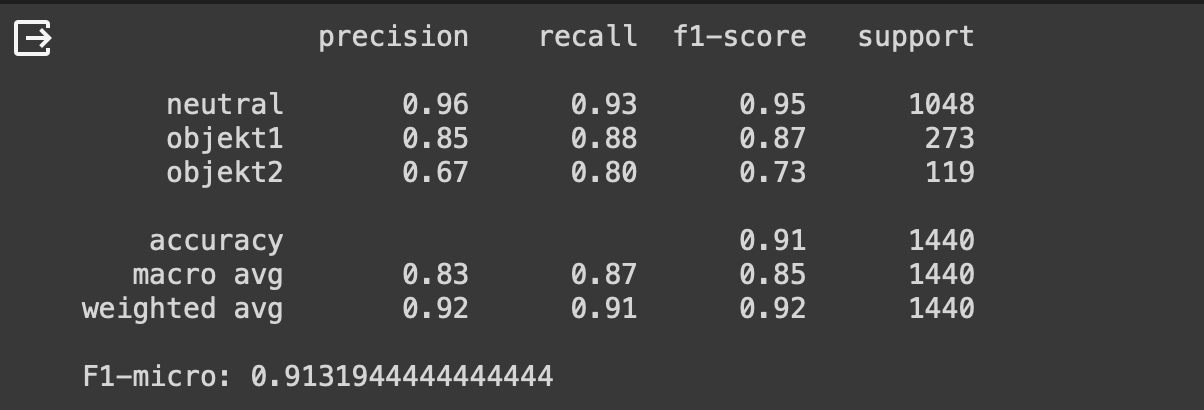 precision recall f1-score support
neutral 0.96 0.93 0.95 1048
objekt1 0.85 0.88 0.87 273
objekt2 0.67 0.80 0.73 119
accuracy 0.91 1440
macro avg 0.83 0.87 0.85 1440
weighted avg 0.92 0.91 0.92 1440
F1-micro: 0.9131944444444444